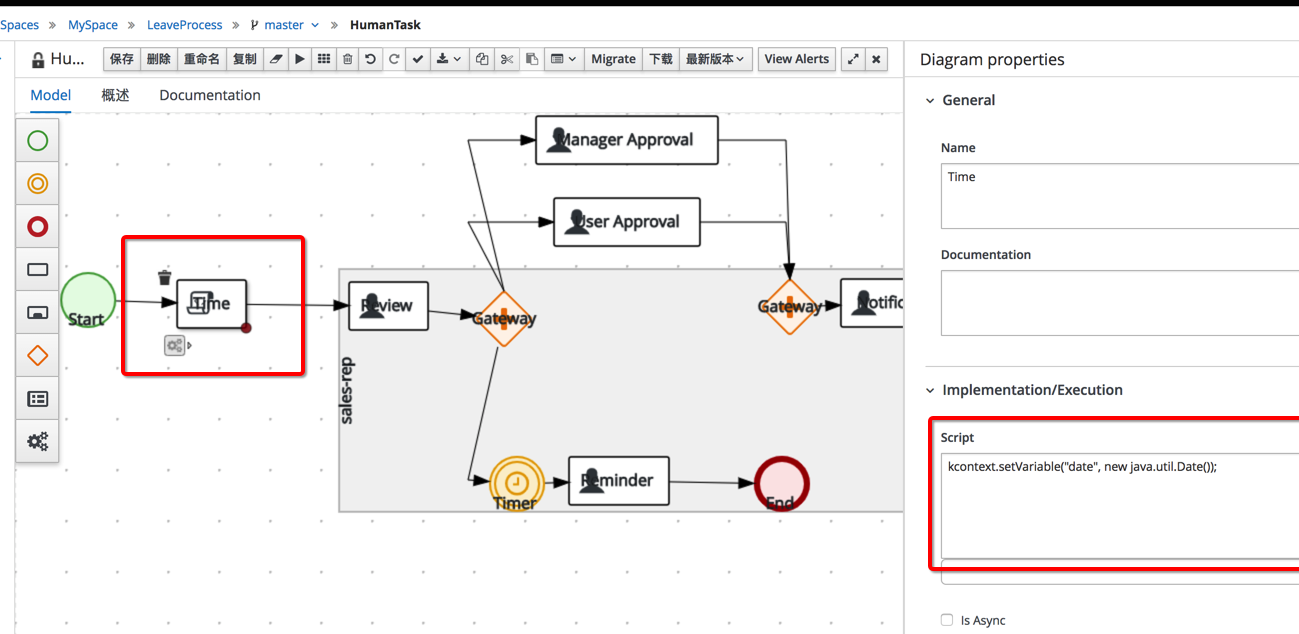 Spaces » MySpace » LeaveProcess » master » HumanTask
Hu... 保存 删除 重命名 复制 Migrate 下载 最新版本 View Alerts
Model 概述 Documentation
Manager Approval
User Approval
Start
Time
Review
Gateway
Gateway
Notific
sales-rep
Timer
Reminder
End
Diagram properties
General
Name
Time
Documentation
Implementation/Execution
Script
kcontext.setVariable("date", new java.util.Date());
Is Async